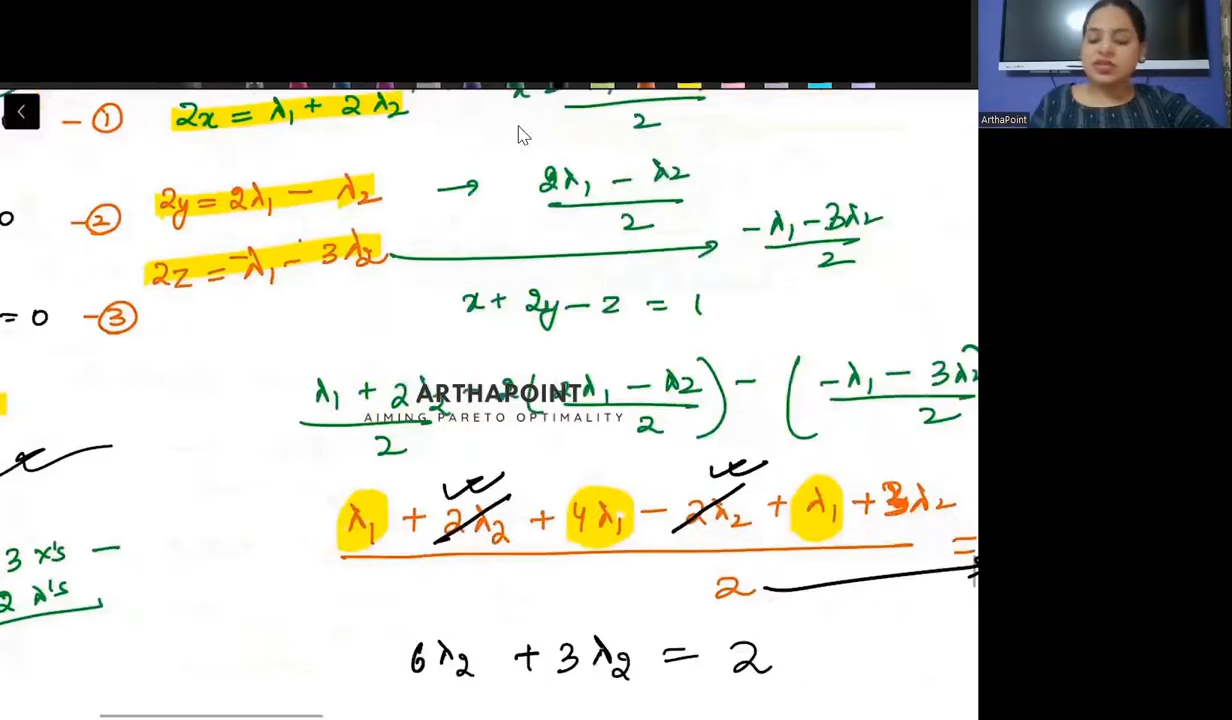 - ① 2x = λ₁ + 2λ₂
2
0 - ② 2y = 2λ₁ - λ₂ → 2λ₁ - λ₂ / 2
2z = -λ₁ - 3λ₂ → -λ₁ - 3λ₂ / 2
= 0 - ③ x + 2y - z = 1
λ₁ + 2λ₂ / 2 λ₁ - λ₂ / 2 ) - ( -λ₁ - 3λ₂ / 2
ARTHAPOINT
AIMING PARETO OPTIMALITY
λ₁ + 2λ₂ + 4λ₁ - 2λ₂ + λ₁ + 3λ₂ / 2 =
3 x's -
2 λ's
6λ₂ + 3λ₂ = 2
ArthaPoint